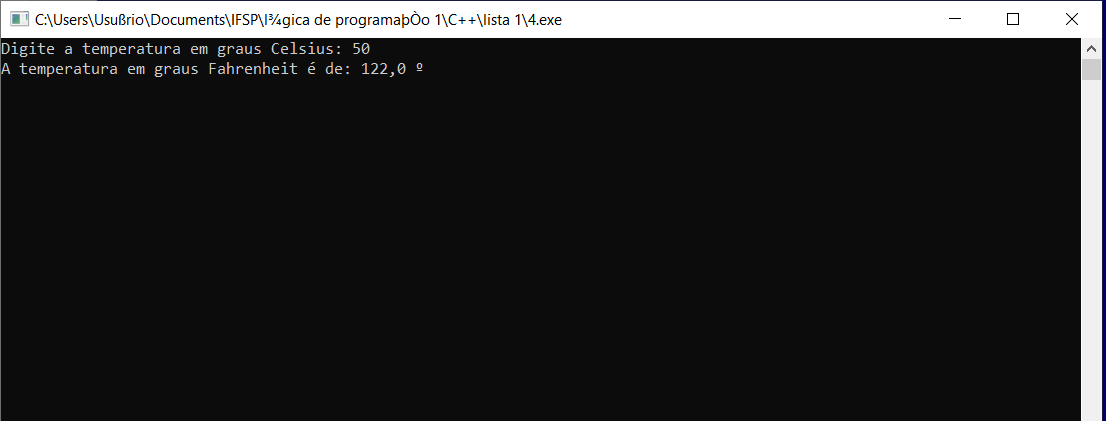 C:\Users\Usußrio\Documents\IFSP\l¾gica de programaþÒo 1\C++\lista 1\4.exe
Digite a temperatura em graus Celsius: 50
A temperatura em graus Fahrenheit é de: 122,0 º